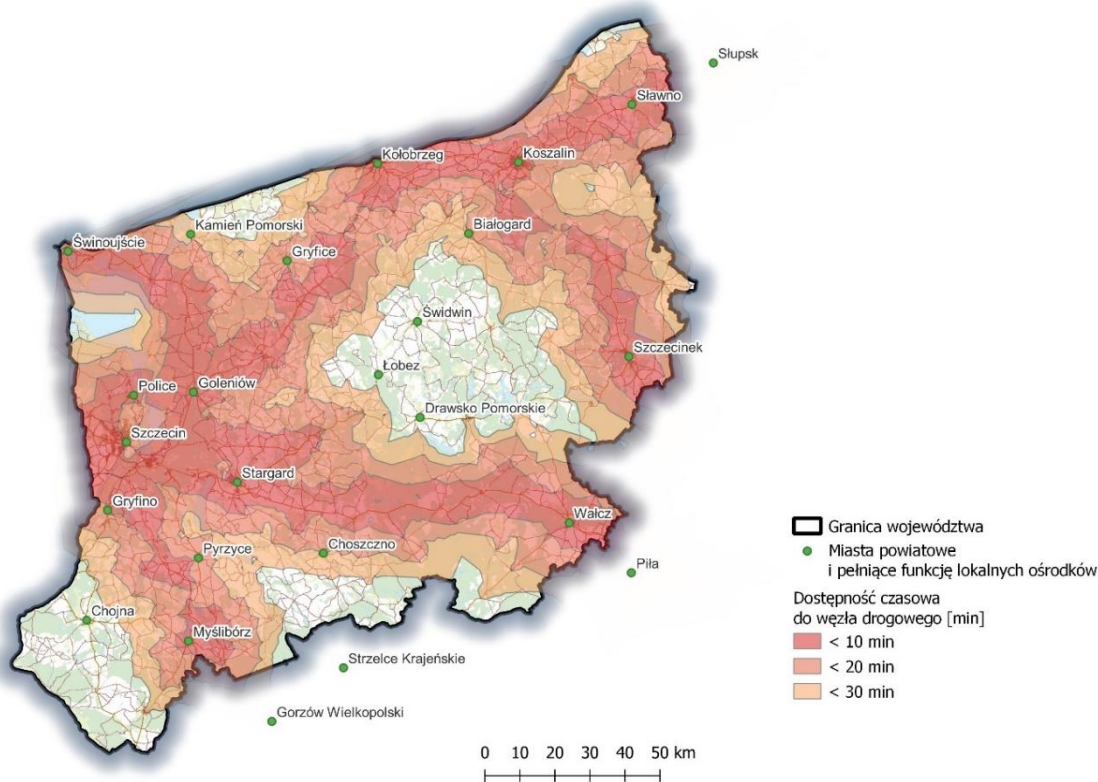 Słupsk
Sławno
Kołobrzeg
Koszalin
Kamień Pomorski
Białogard
Świnoujście
Gryfice
Świdwin
Szczecinek
Łobez
Police
Goleniów
Drawsko Pomorskie
Szczecin
Stargard
Gryfino
Wałcz
Pyrzyce
Choszczno
Piła
Chojna
Myślibórz
Strzelce Krajeńskie
Gorzów Wielkopolski
Granica województwa
Miasta powiatowe
i pełniące funkcję lokalnych ośrodków
Dostępność czasowa
do węzła drogowego [min]
< 10 min
< 20 min
< 30 min
0 10 20 30 40 50 km